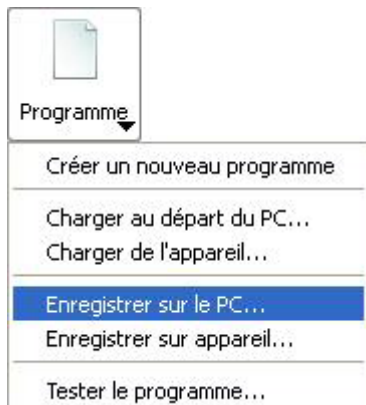 Programme
Créer un nouveau programme
Charger au départ du PC...
Charger de l'appareil...
Enregistrer sur le PC...
Enregistrer sur appareil...
Tester le programme...